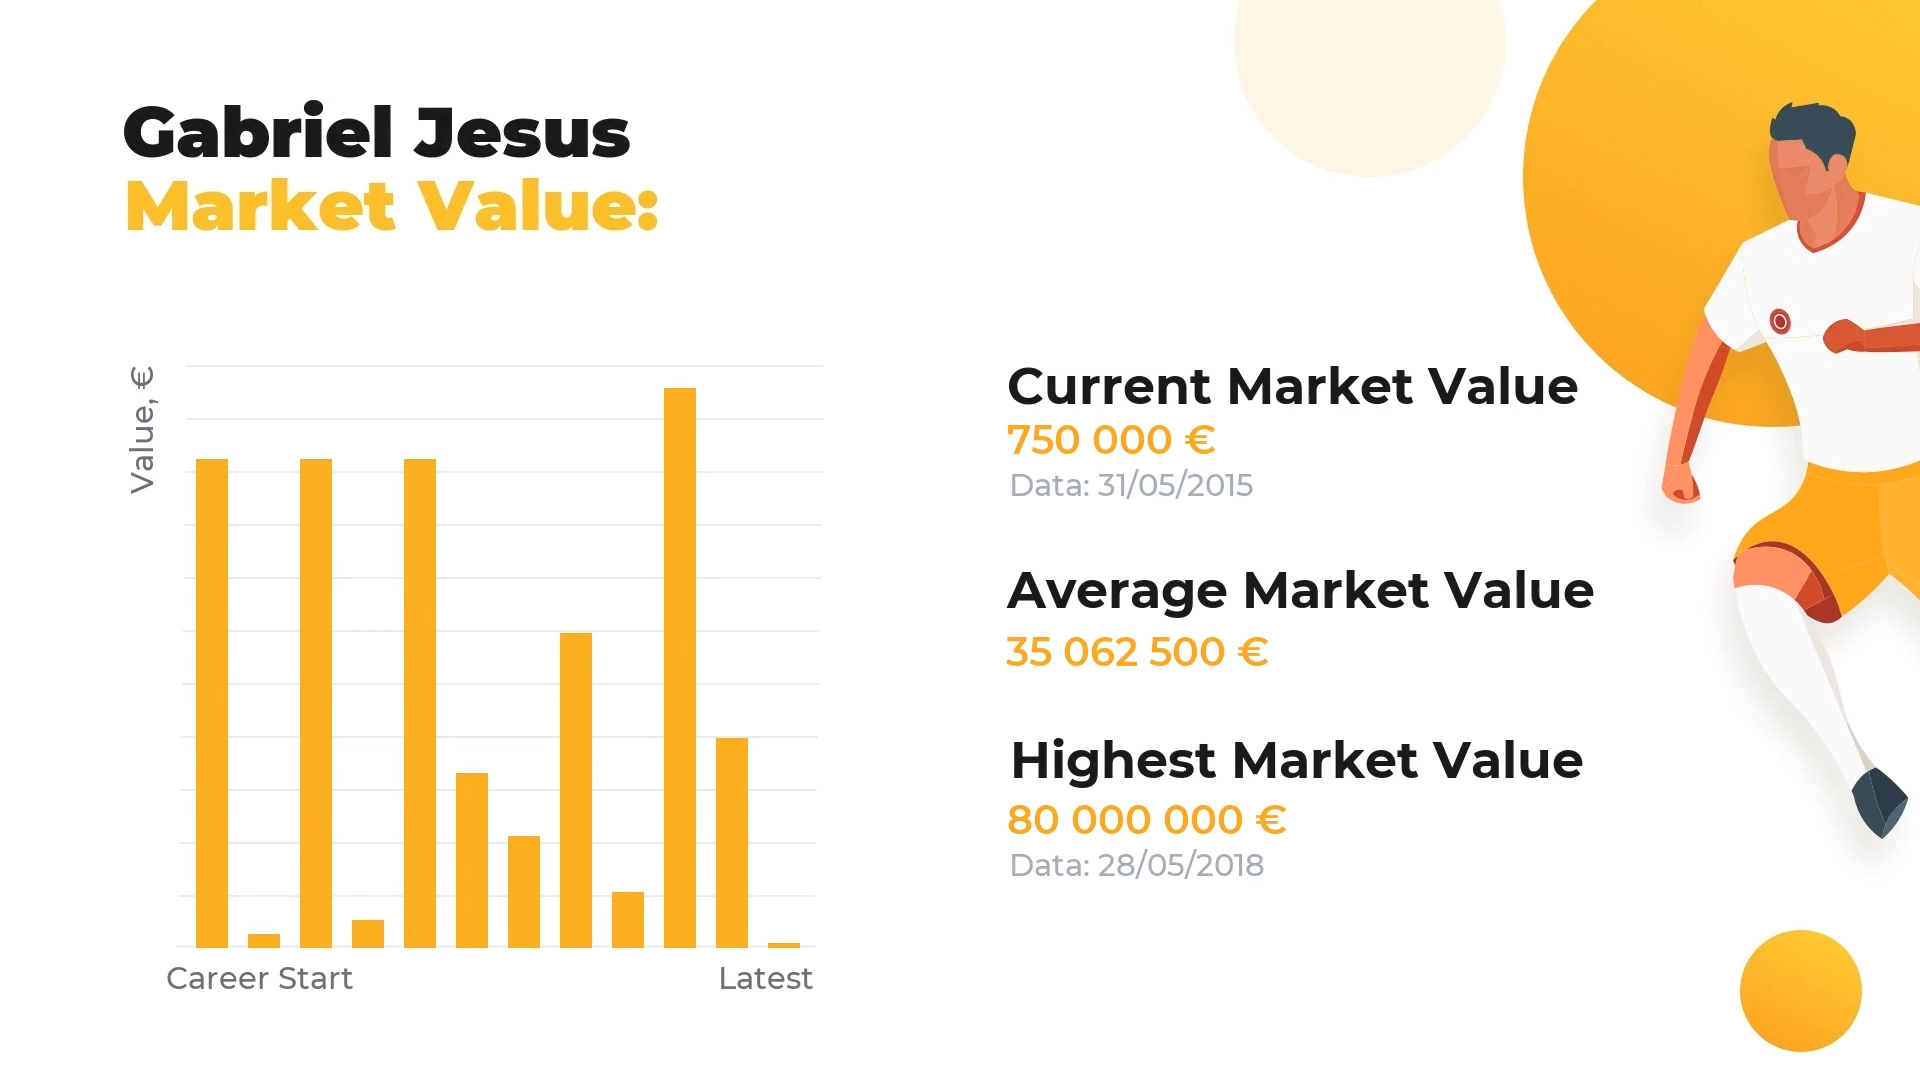 Gabriel Jesus
Market Value:
Value, €
Career Start
Latest
Current Market Value
750 000 €
Data: 31/05/2015
Average Market Value
35 062 500 €
Highest Market Value
80 000 000 €
Data: 28/05/2018